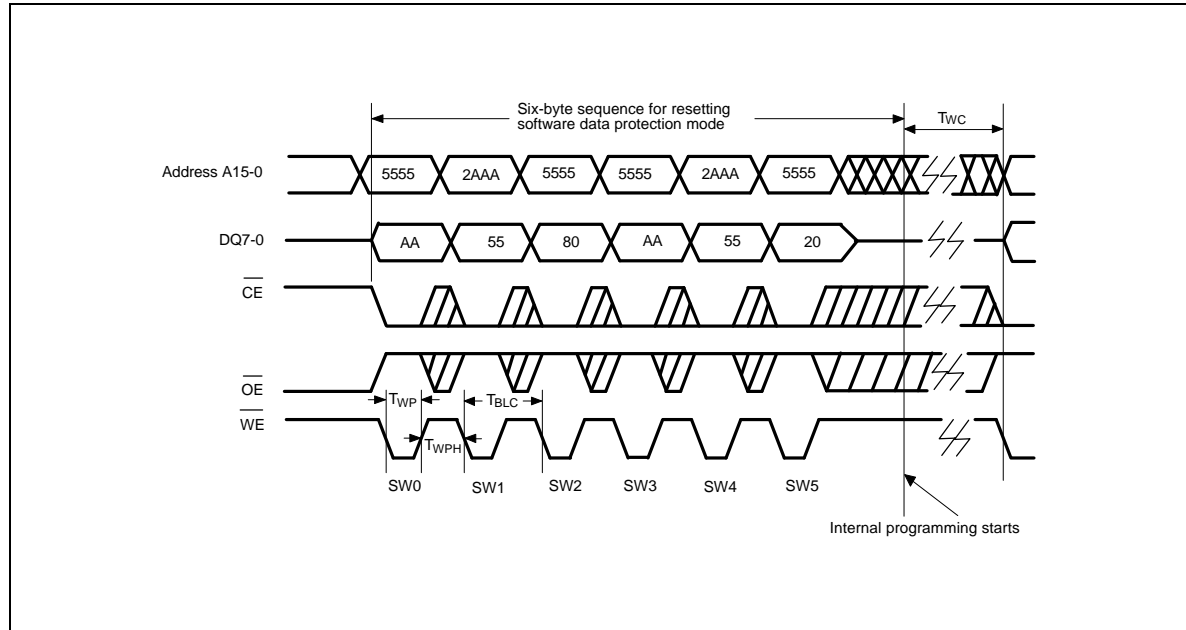 Six-byte sequence for resetting
software data protection mode
TWC
Address A15-0
5555 2AAA 5555 5555 2AAA 5555
DQ7-0
AA 55 80 AA 55 20
CE
OE
TWP TBLC
WE
TWPH
SW0 SW1 SW2 SW3 SW4 SW5
Internal programming starts